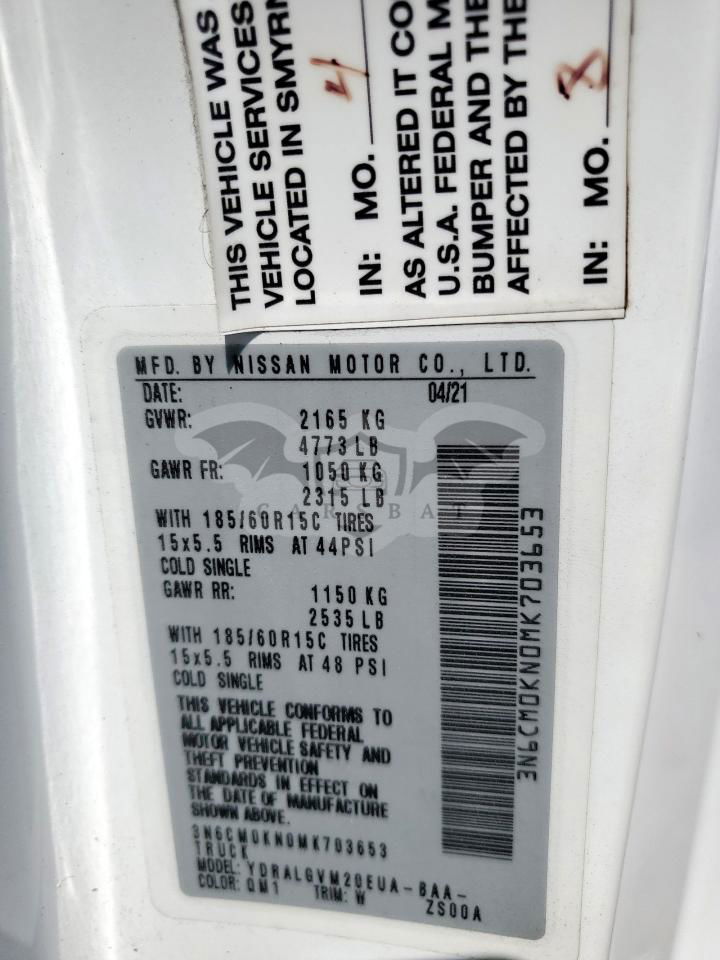 THIS VEHICLE WAS
VEHICLE SERVICES
LOCATED IN SMYRN
IN: MO. 4
AS ALTERED IT CO
U.S.A. FEDERAL M
BUMPER AND THE
AFFECTED BY THE
IN: MO. 8
MFD. BY NISSAN MOTOR CO., LTD.
DATE: 04/21
GVWR: 2165 KG
4773 LB
GAWR FR: 1050 KG
2315 LB
WITH 185/60R15C TIRES
15x5.5 RIMS AT 44PSI
COLD SINGLE
GAWR RR: 1150 KG
2535 LB
WITH 185/60R15C TIRES
15x5.5 RIMS AT 48 PSI
COLD SINGLE
THIS VEHICLE CONFORMS TO
ALL APPLICABLE FEDERAL
MOTOR VEHICLE SAFETY AND
THEFT PREVENTION
STANDARDS IN EFFECT ON
THE DATE OF MANUFACTURE
SHOWN ABOVE.
3N6CM0KN0MK703653
TRUCK
MODEL: YDRALGVM20EUA-BAA-
ZS00A
COLOR: QM1 TRIM: W
3N6CM0KN0MK703653
CARSBAT